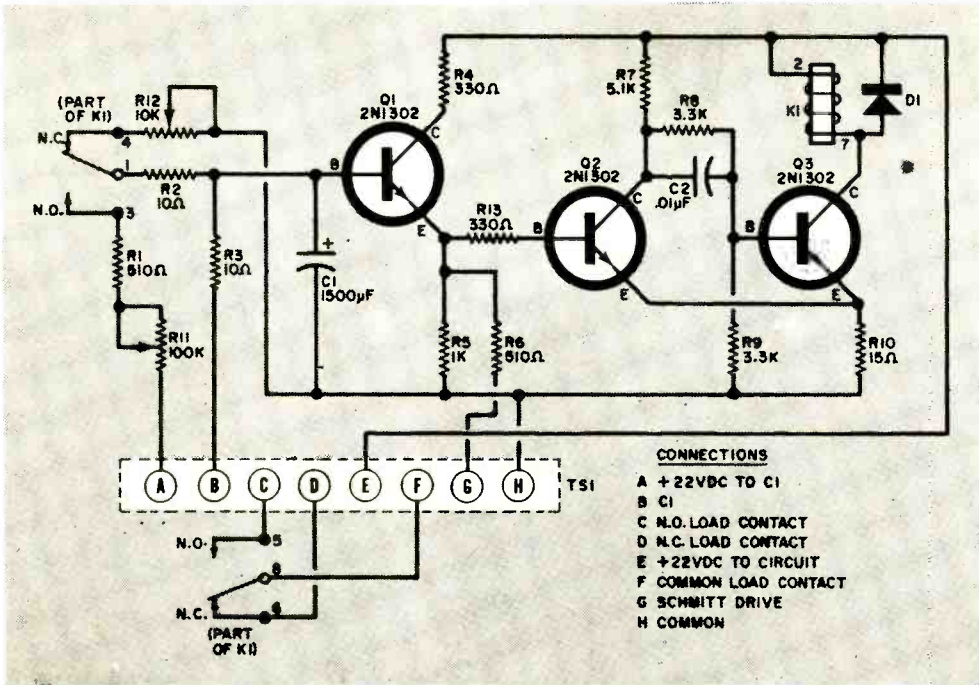 (PART
OF K1)
R12
10K
N.C.
4
1
R2
10Ω
N.O.
3
R1
510Ω
R11
100K
R3
10Ω
+
C1
1500µF
-
Q1
2N1302
B
C
E
R4
330Ω
R13
330Ω
R5
1K
R6
510Ω
Q2
2N1302
B
C
E
R7
5.1K
R8
3.3K
C2
.01µF
Q3
2N1302
B
C
E
R9
3.3K
R10
15Ω
2
K1
7
D1
A
B
C
D
E
F
G
H
TS1
N.O.
5
8
N.C.
6
(PART
OF K1)
CONNECTIONS
A +22VDC TO C1
B C1
C N.O. LOAD CONTACT
D N.C. LOAD CONTACT
E +22VDC TO CIRCUIT
F COMMON LOAD CONTACT
G SCHMITT DRIVE
H COMMON